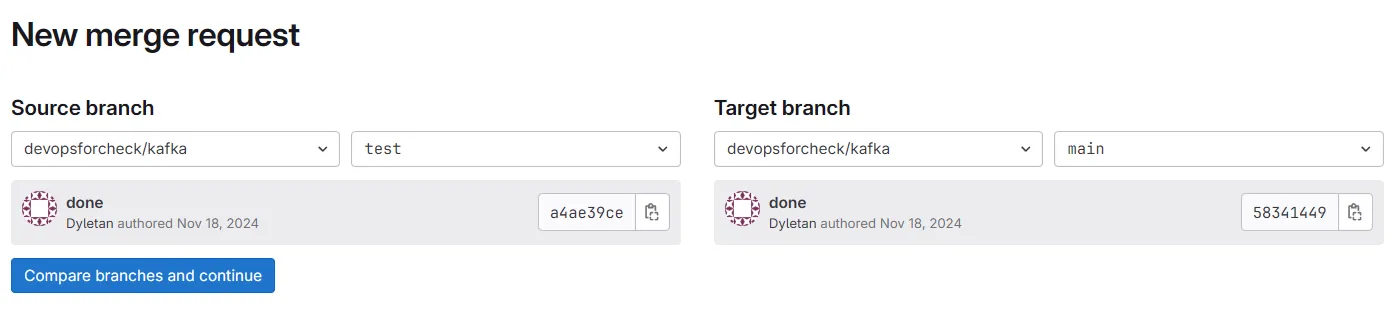 New merge request
Source branch
devopsforcheck/kafka
test
done
Dyletan authored Nov 18, 2024
a4ae39ce
Target branch
devopsforcheck/kafka
main
done
Dyletan authored Nov 18, 2024
58341449
Compare branches and continue